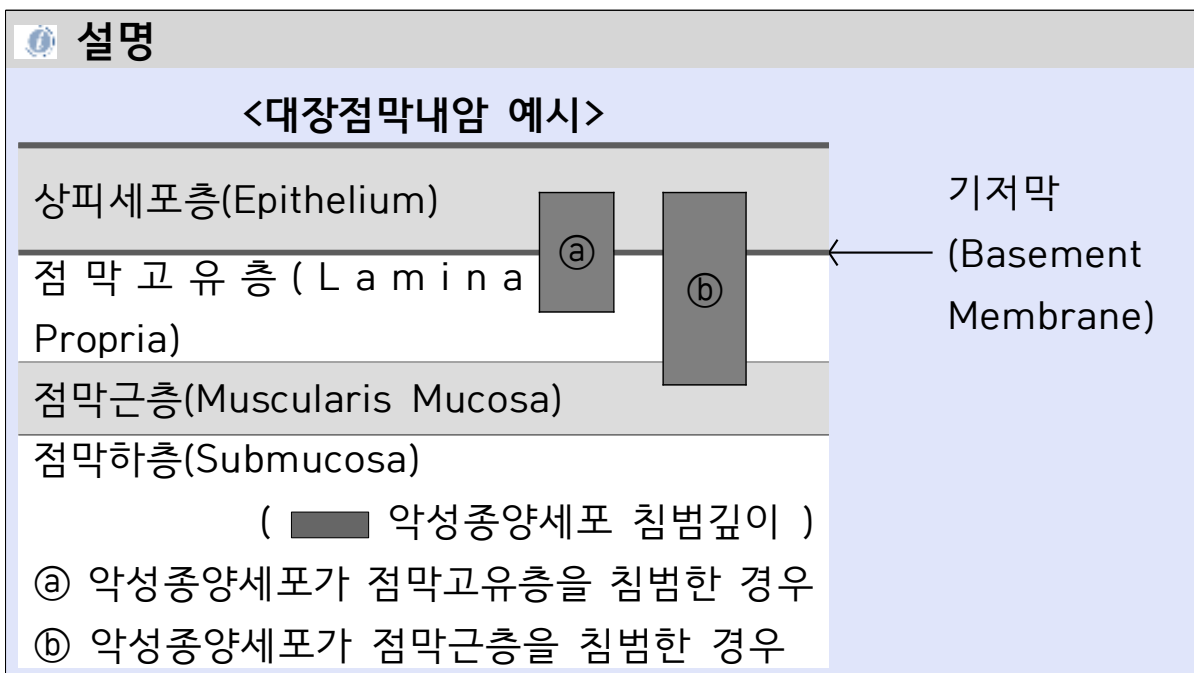 설명
<대장점막내암 예시>
상피세포층(Epithelium)
ⓐ
ⓑ
기저막
(Basement
Membrane)
점 막 고 유 층 ( L a m i n a
Propria)
점막근층(Muscularis Mucosa)
점막하층(Submucosa)
( 악성종양세포 침범깊이 )
ⓐ 악성종양세포가 점막고유층을 침범한 경우
ⓑ 악성종양세포가 점막근층을 침범한 경우